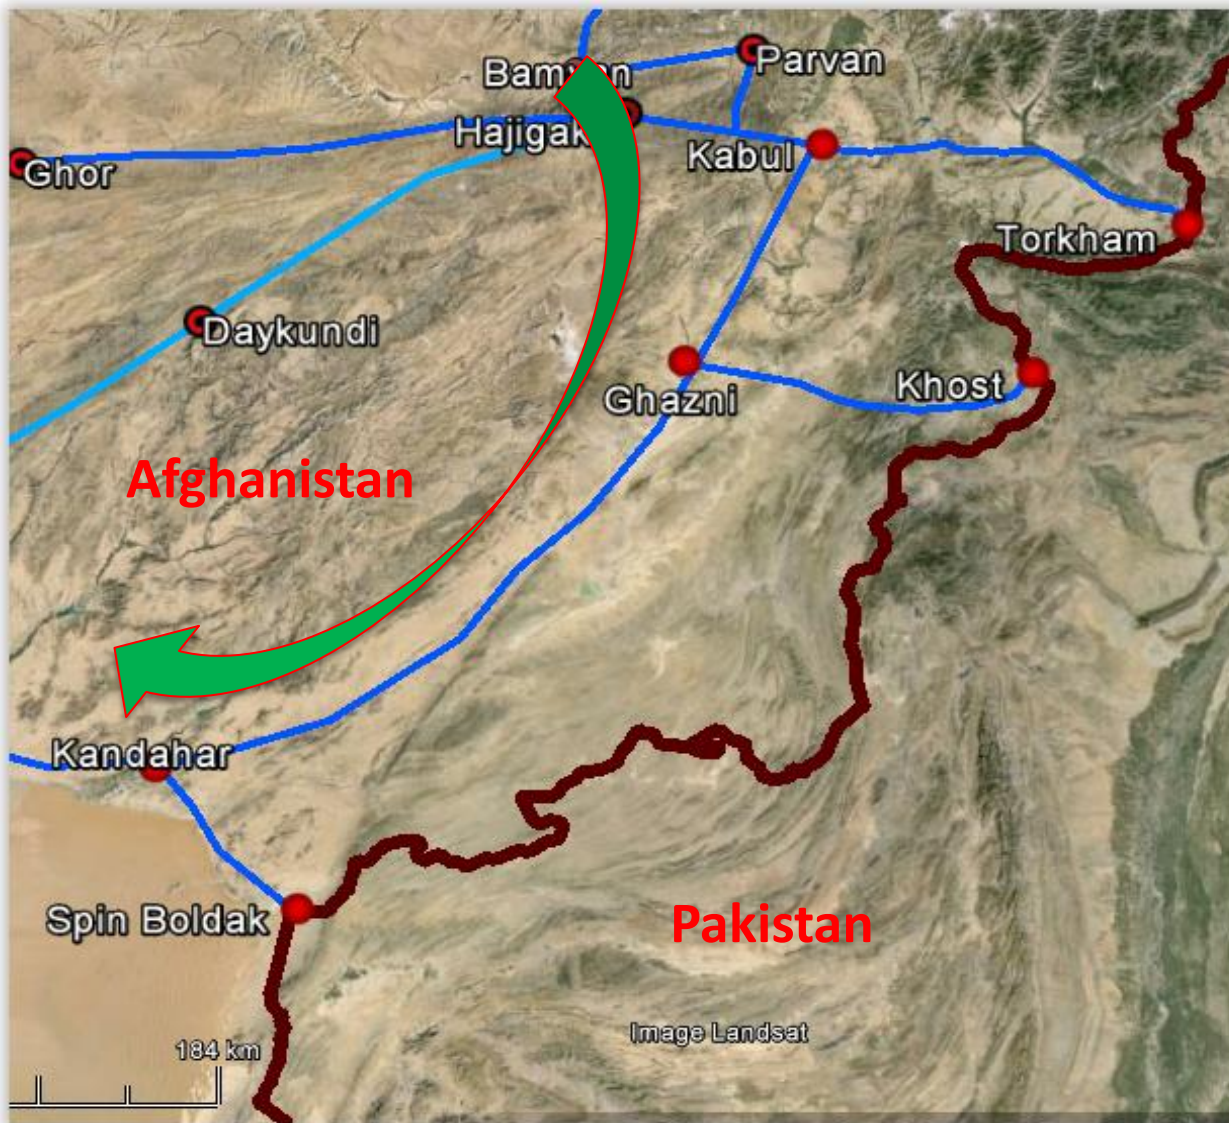 Bamyan
Parvan
Hajigak
Kabul
Ghor
Torkham
Daykundi
Khost
Ghazni
Afghanistan
Kandahar
Spin Boldak
Pakistan
Image Landsat
184 km